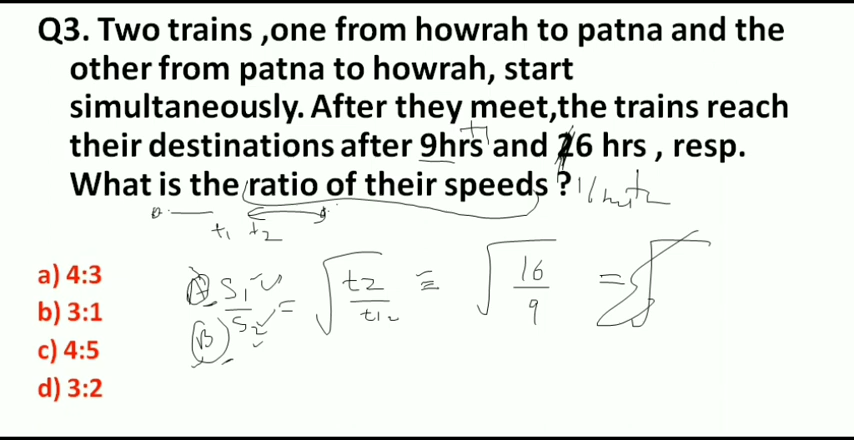 Q3. Two trains ,one from howrah to patna and the
other from patna to howrah, start
simultaneously. After they meet,the trains reach
t1
their destinations after 9hrs and 16 hrs , resp.
What is the ratio of their speeds ?
t1 t2
a) 4:3
b) 3:1
c) 4:5
d) 3:2
A S1 / B S2 = √ t2 / t1 = √ 16 / 9 =